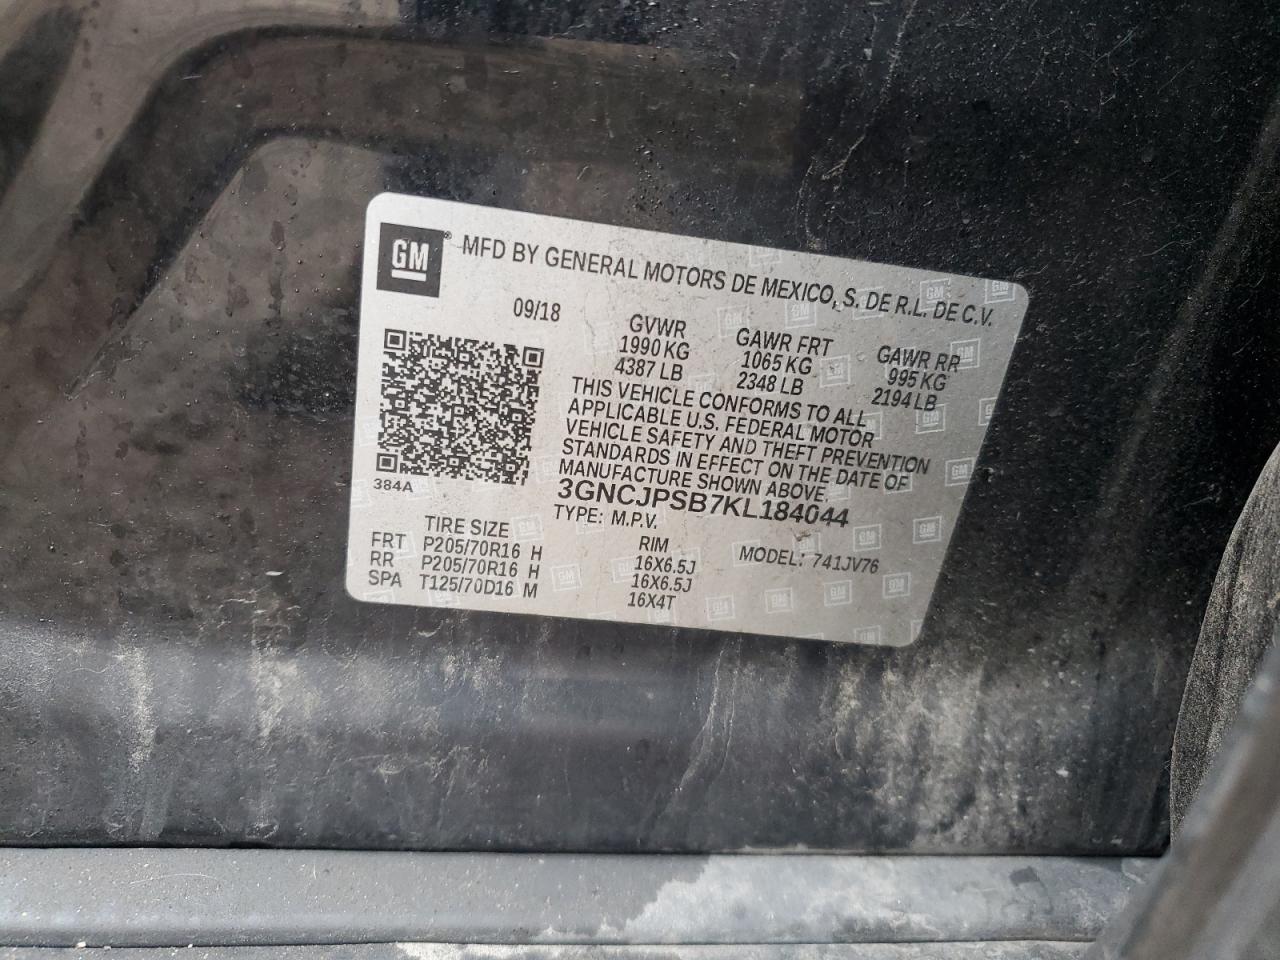 GM
MFD BY GENERAL MOTORS DE MEXICO, S. DE R.L. DE C.V.
09/18
GVWR GAWR FRT GAWR RR
1990 KG 1065 KG 995 KG
4387 LB 2348 LB 2194 LB
THIS VEHICLE CONFORMS TO ALL
APPLICABLE U.S. FEDERAL MOTOR
VEHICLE SAFETY AND THEFT PREVENTION
STANDARDS IN EFFECT ON THE DATE OF
MANUFACTURE SHOWN ABOVE.
384A
3GNCJPSB7KL184044
TYPE: M.P.V.
MODEL: 741JV76
TIRE SIZE RIM
FRT P205/70R16 H 16X6.5J
RR P205/70R16 H 16X6.5J
SPA T125/70D16 M 16X4T